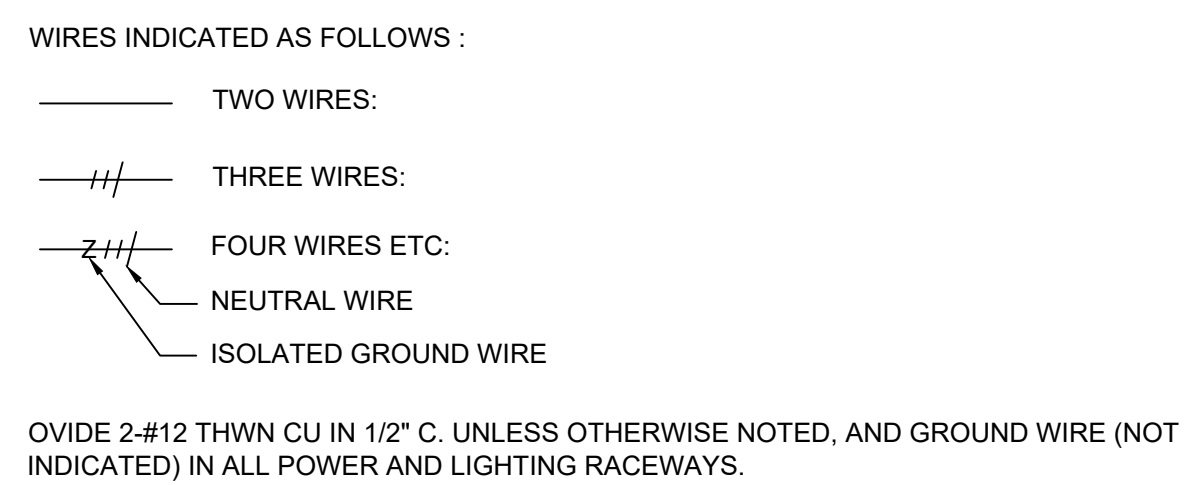 WIRES INDICATED AS FOLLOWS :
TWO WIRES:
THREE WIRES:
Z FOUR WIRES ETC:
NEUTRAL WIRE
ISOLATED GROUND WIRE
OVIDE 2-#12 THWN CU IN 1/2" C. UNLESS OTHERWISE NOTED, AND GROUND WIRE (NOT
INDICATED) IN ALL POWER AND LIGHTING RACEWAYS.